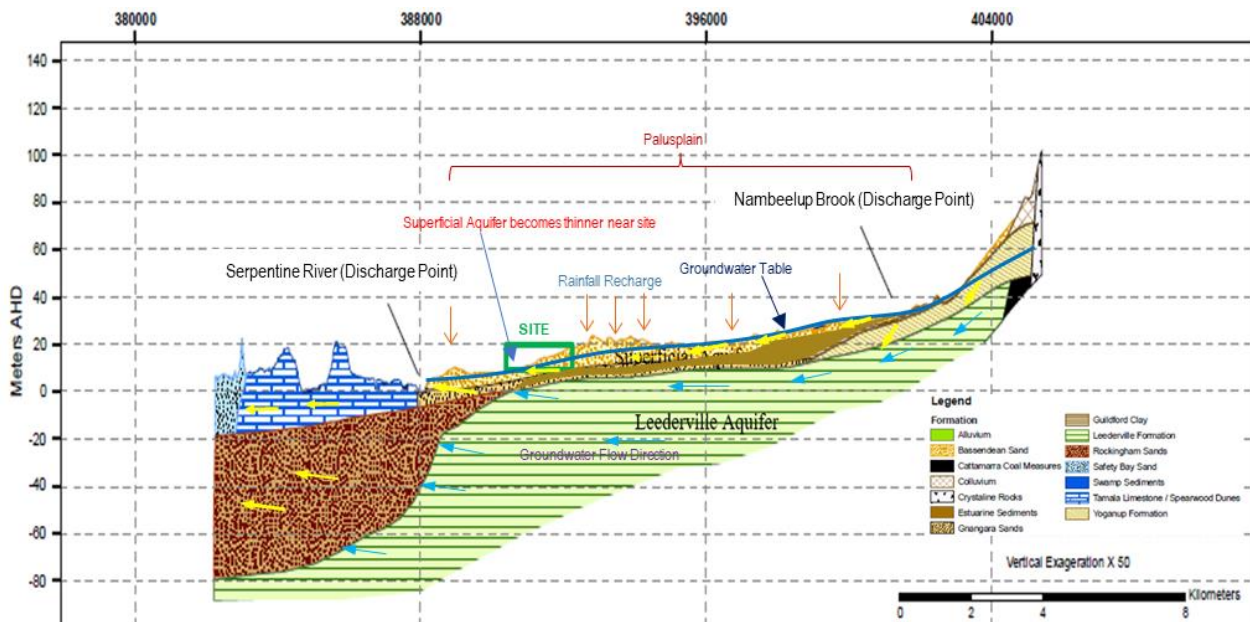 380000
388000
396000
404000
140
120
100
80
60
40
20
0
-20
-40
-60
-80
Meters AHD
Palusplain
Nambeelup Brook (Discharge Point)
Superficial Aquifer becomes thinner near site
Serpentine River (Discharge Point)
Rainfall Recharge
Groundwater Table
SITE
Superficial Aquife
Leederville Aquifer
Groundwater Flow Direction
Legend
Formation
Alluvium
Bassendean Sand
Cattamarra Coal Measures
Colluvium
Crystaline Rocks
Estuarine Sediments
Gnangara Sands
Guildford Clay
Leederville Formation
Rockingham Sands
Safety Bay Sand
Swamp Sediments
Tamala Limestone / Spearwood Dunes
Yoganup Formation
Vertical Exageration X 50
Kilometers
0 2 4 8